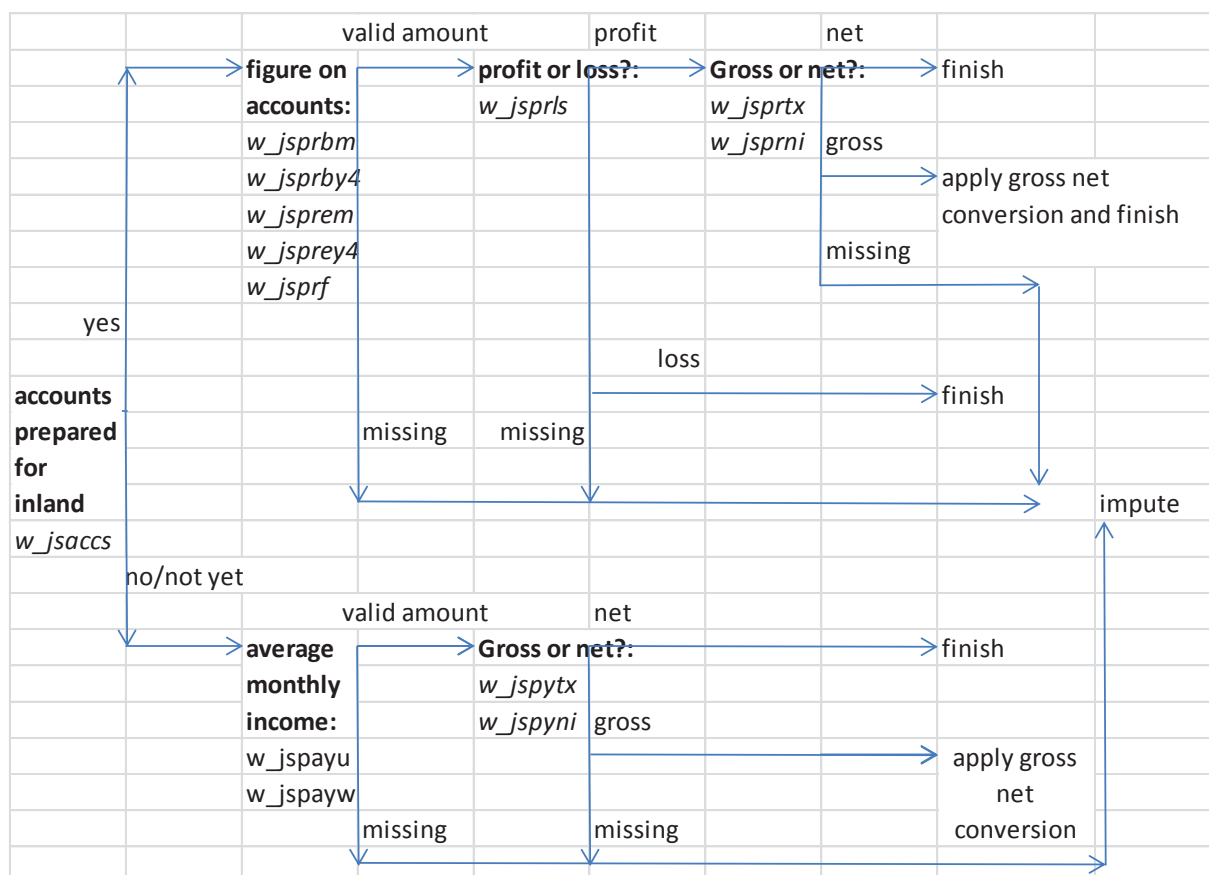 valid amount profit net
figure on profit or loss?: Gross or net?: finish
accounts: w_jsprls w_jsprtx
w_jsprbm w_jsprni gross
w_jsprby4 apply gross net
w_jsprem conversion and finish
w_jsprey4 missing
w_jsprf
yes
loss
accounts finish
prepared missing missing
for
inland impute
w_jsaccs
no/not yet
valid amount net
average Gross or net?: finish
monthly w_jspytx
income: w_jspyni gross
w_jspayu apply gross
w_jspayw net
missing missing conversion